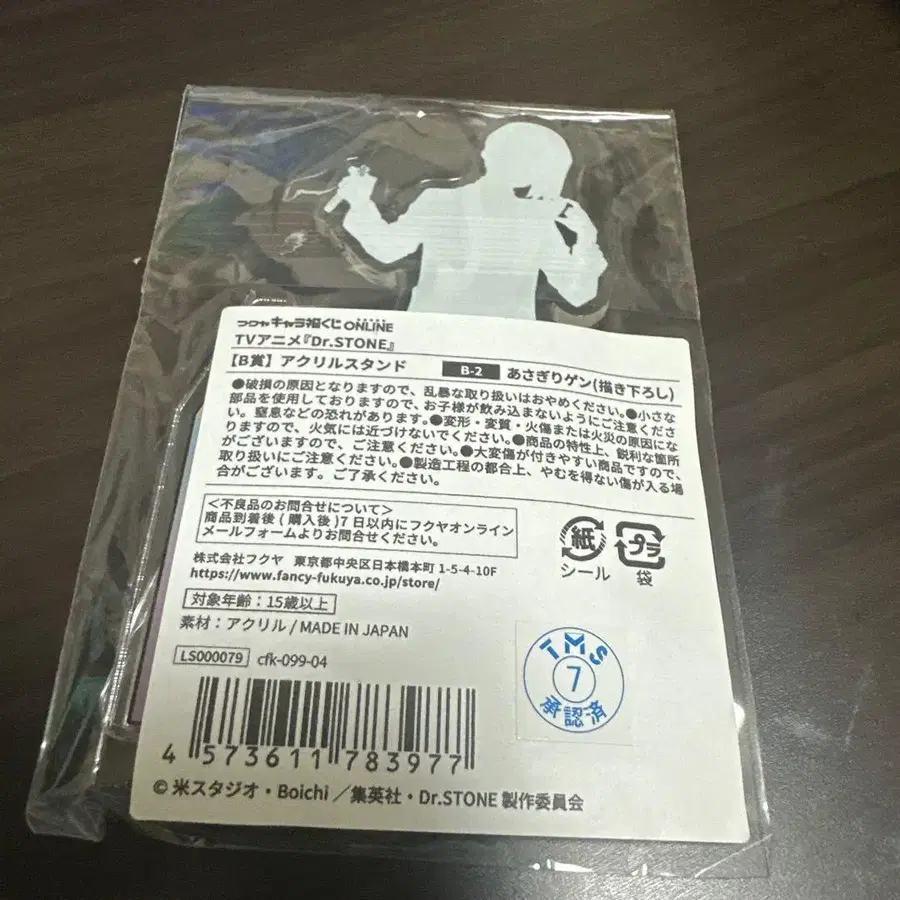 フクヤキャラ福くじONLINE
TVアニメ『Dr.STONE』
【B賞】アクリルスタンド B-2 あさぎりゲン(描き下ろし)
●破損の原因となりますので、乱暴な取り扱いはおやめください。●小さな
部品を使用しておりますので、お子様が飲み込まないようにご注意くださ
い。窒息などの恐れがあります。●変形・変質・火傷または火災の原因にな
りますので、火気には近づけないでください。●商品の特性上、鋭利な箇所
がございますので、ご注意ください。●大変傷が付きやすい商品ですので、
取り扱いにご注意ください。●製造工程の都合上、やむを得ない傷が入る場
合がございます。ご了承ください。
＜不良品のお問合せについて＞
商品到着後(購入後)7日以内にフクヤオンライン
メールフォームよりお問合せください。
紙
シール
プラ
袋
株式会社フクヤ 東京都中央区日本橋本町1-5-4-10F
https://www.fancy-fukuya.co.jp/store/
対象年齢：15歳以上
素材：アクリル / MADE IN JAPAN
LS000079 cfk-099-04
TMS
7
承認済
4 573611 783977
© 米スタジオ・Boichi／集英社・Dr.STONE 製作委員会